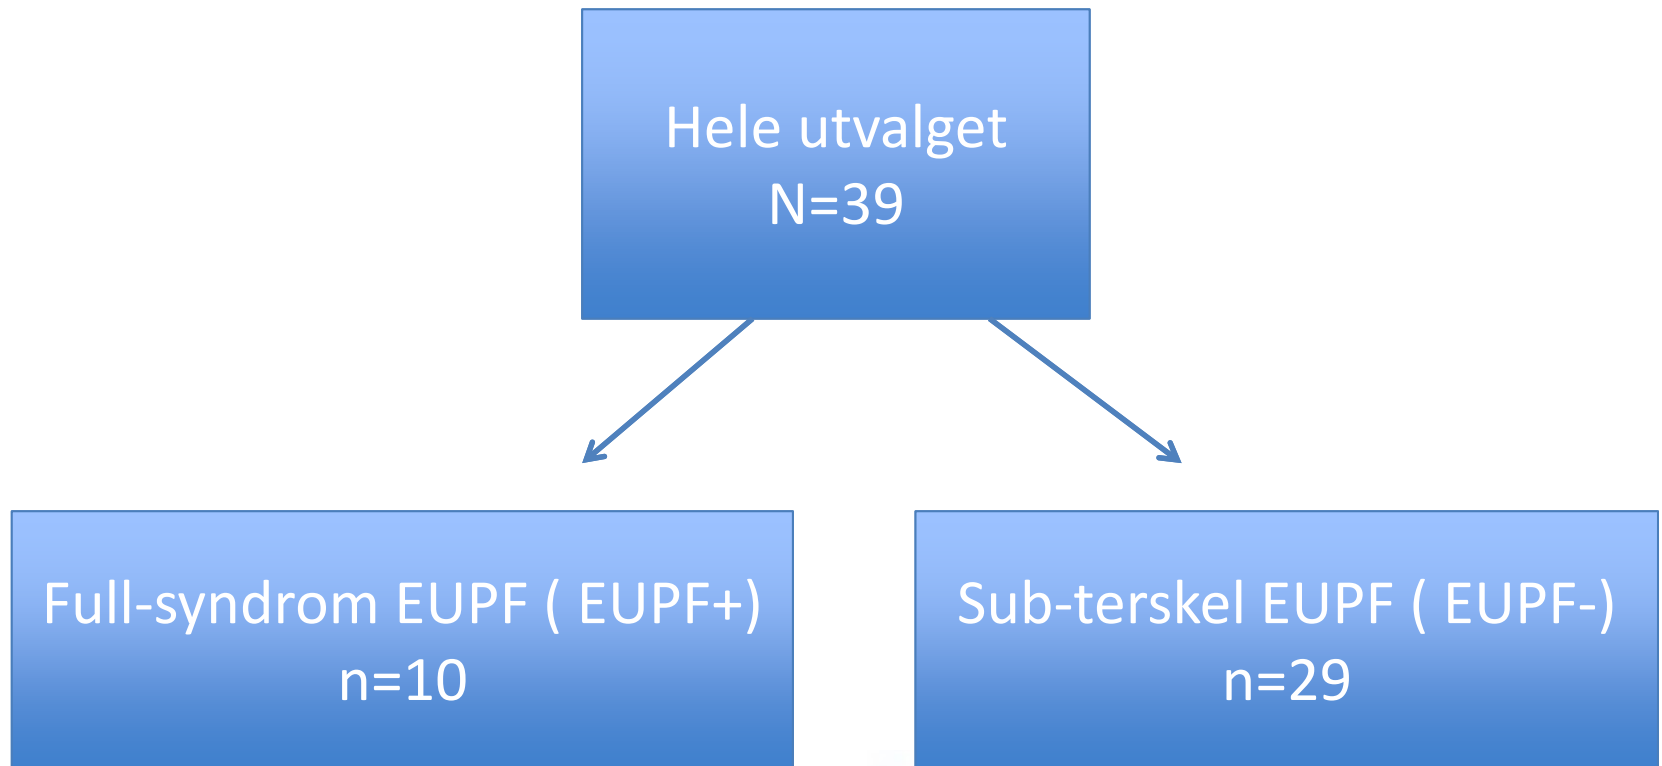 Hele utvalget
N=39
Full-syndrom EUPF ( EUPF+)
n=10
Sub-terskel EUPF ( EUPF-)
n=29